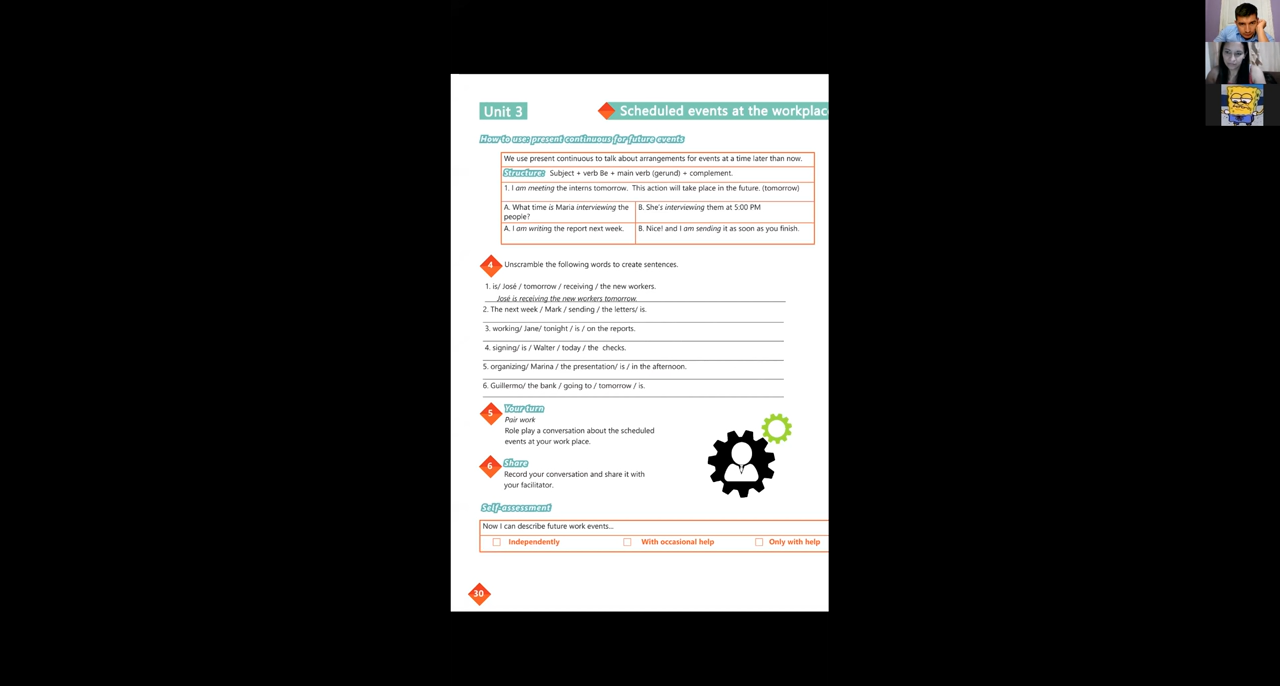 Unit 3
Scheduled events at the workplac
How to use: present continuous for future events
We use present continuous to talk about arrangements for events at a time later than now.
Structure: Subject + verb Be + main verb (gerund) + complement.
1. I am meeting the interns tomorrow. This action will take place in the future. (tomorrow)
A. What time is Maria interviewing the
people?
B. She's interviewing them at 5:00 PM
A. I am writing the report next week.
B. Nice! and I am sending it as soon as you finish.
4 Unscramble the following words to create sentences.
1. is/ José / tomorrow / receiving / the new workers.
José is receiving the new workers tomorrow.
2. The next week / Mark / sending / the letters/ is.
3. working/ Jane/ tonight / is / on the reports.
4. signing/ is / Walter / today / the checks.
5. organizing/ Marina / the presentation/ is / in the afternoon.
6. Guillermo/ the bank / going to / tomorrow / is.
5 Your turn
Pair work
Role play a conversation about the scheduled
events at your work place.
6 Share
Record your conversation and share it with
your facilitator.
Self-assessment
Now I can describe future work events...
Independently
With occasional help
Only with help
30